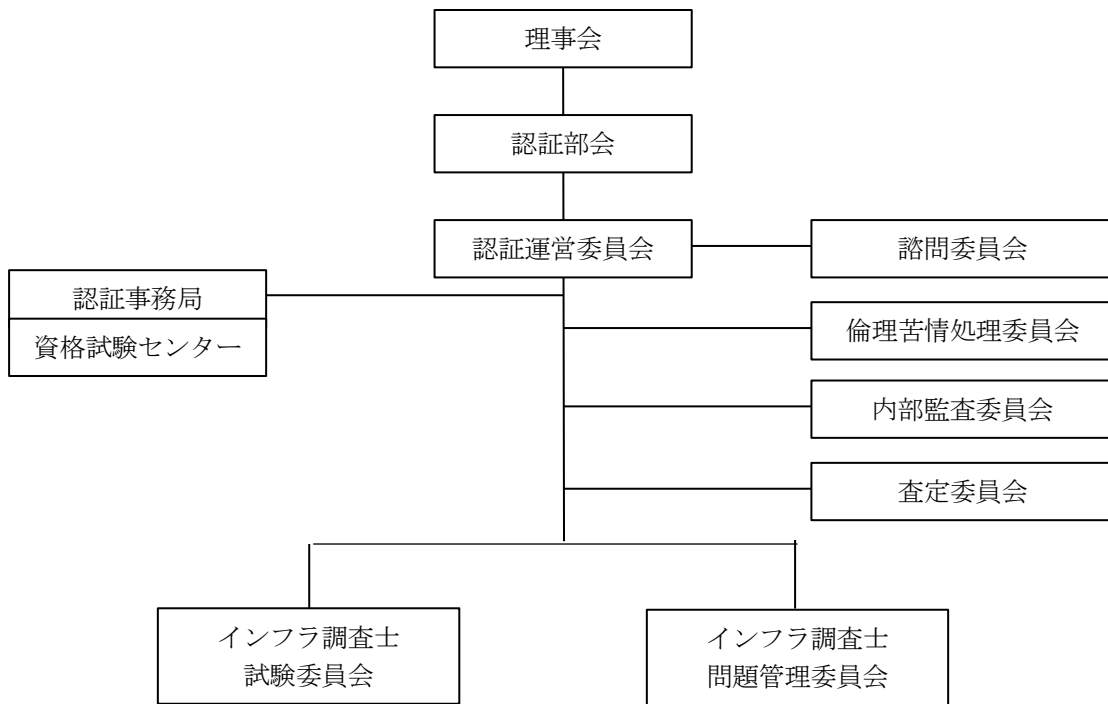 理事会
認証部会
認証運営委員会
諮問委員会
認証事務局
資格試験センター
倫理苦情処理委員会
内部監査委員会
査定委員会
インフラ調査士
試験委員会
インフラ調査士
問題管理委員会